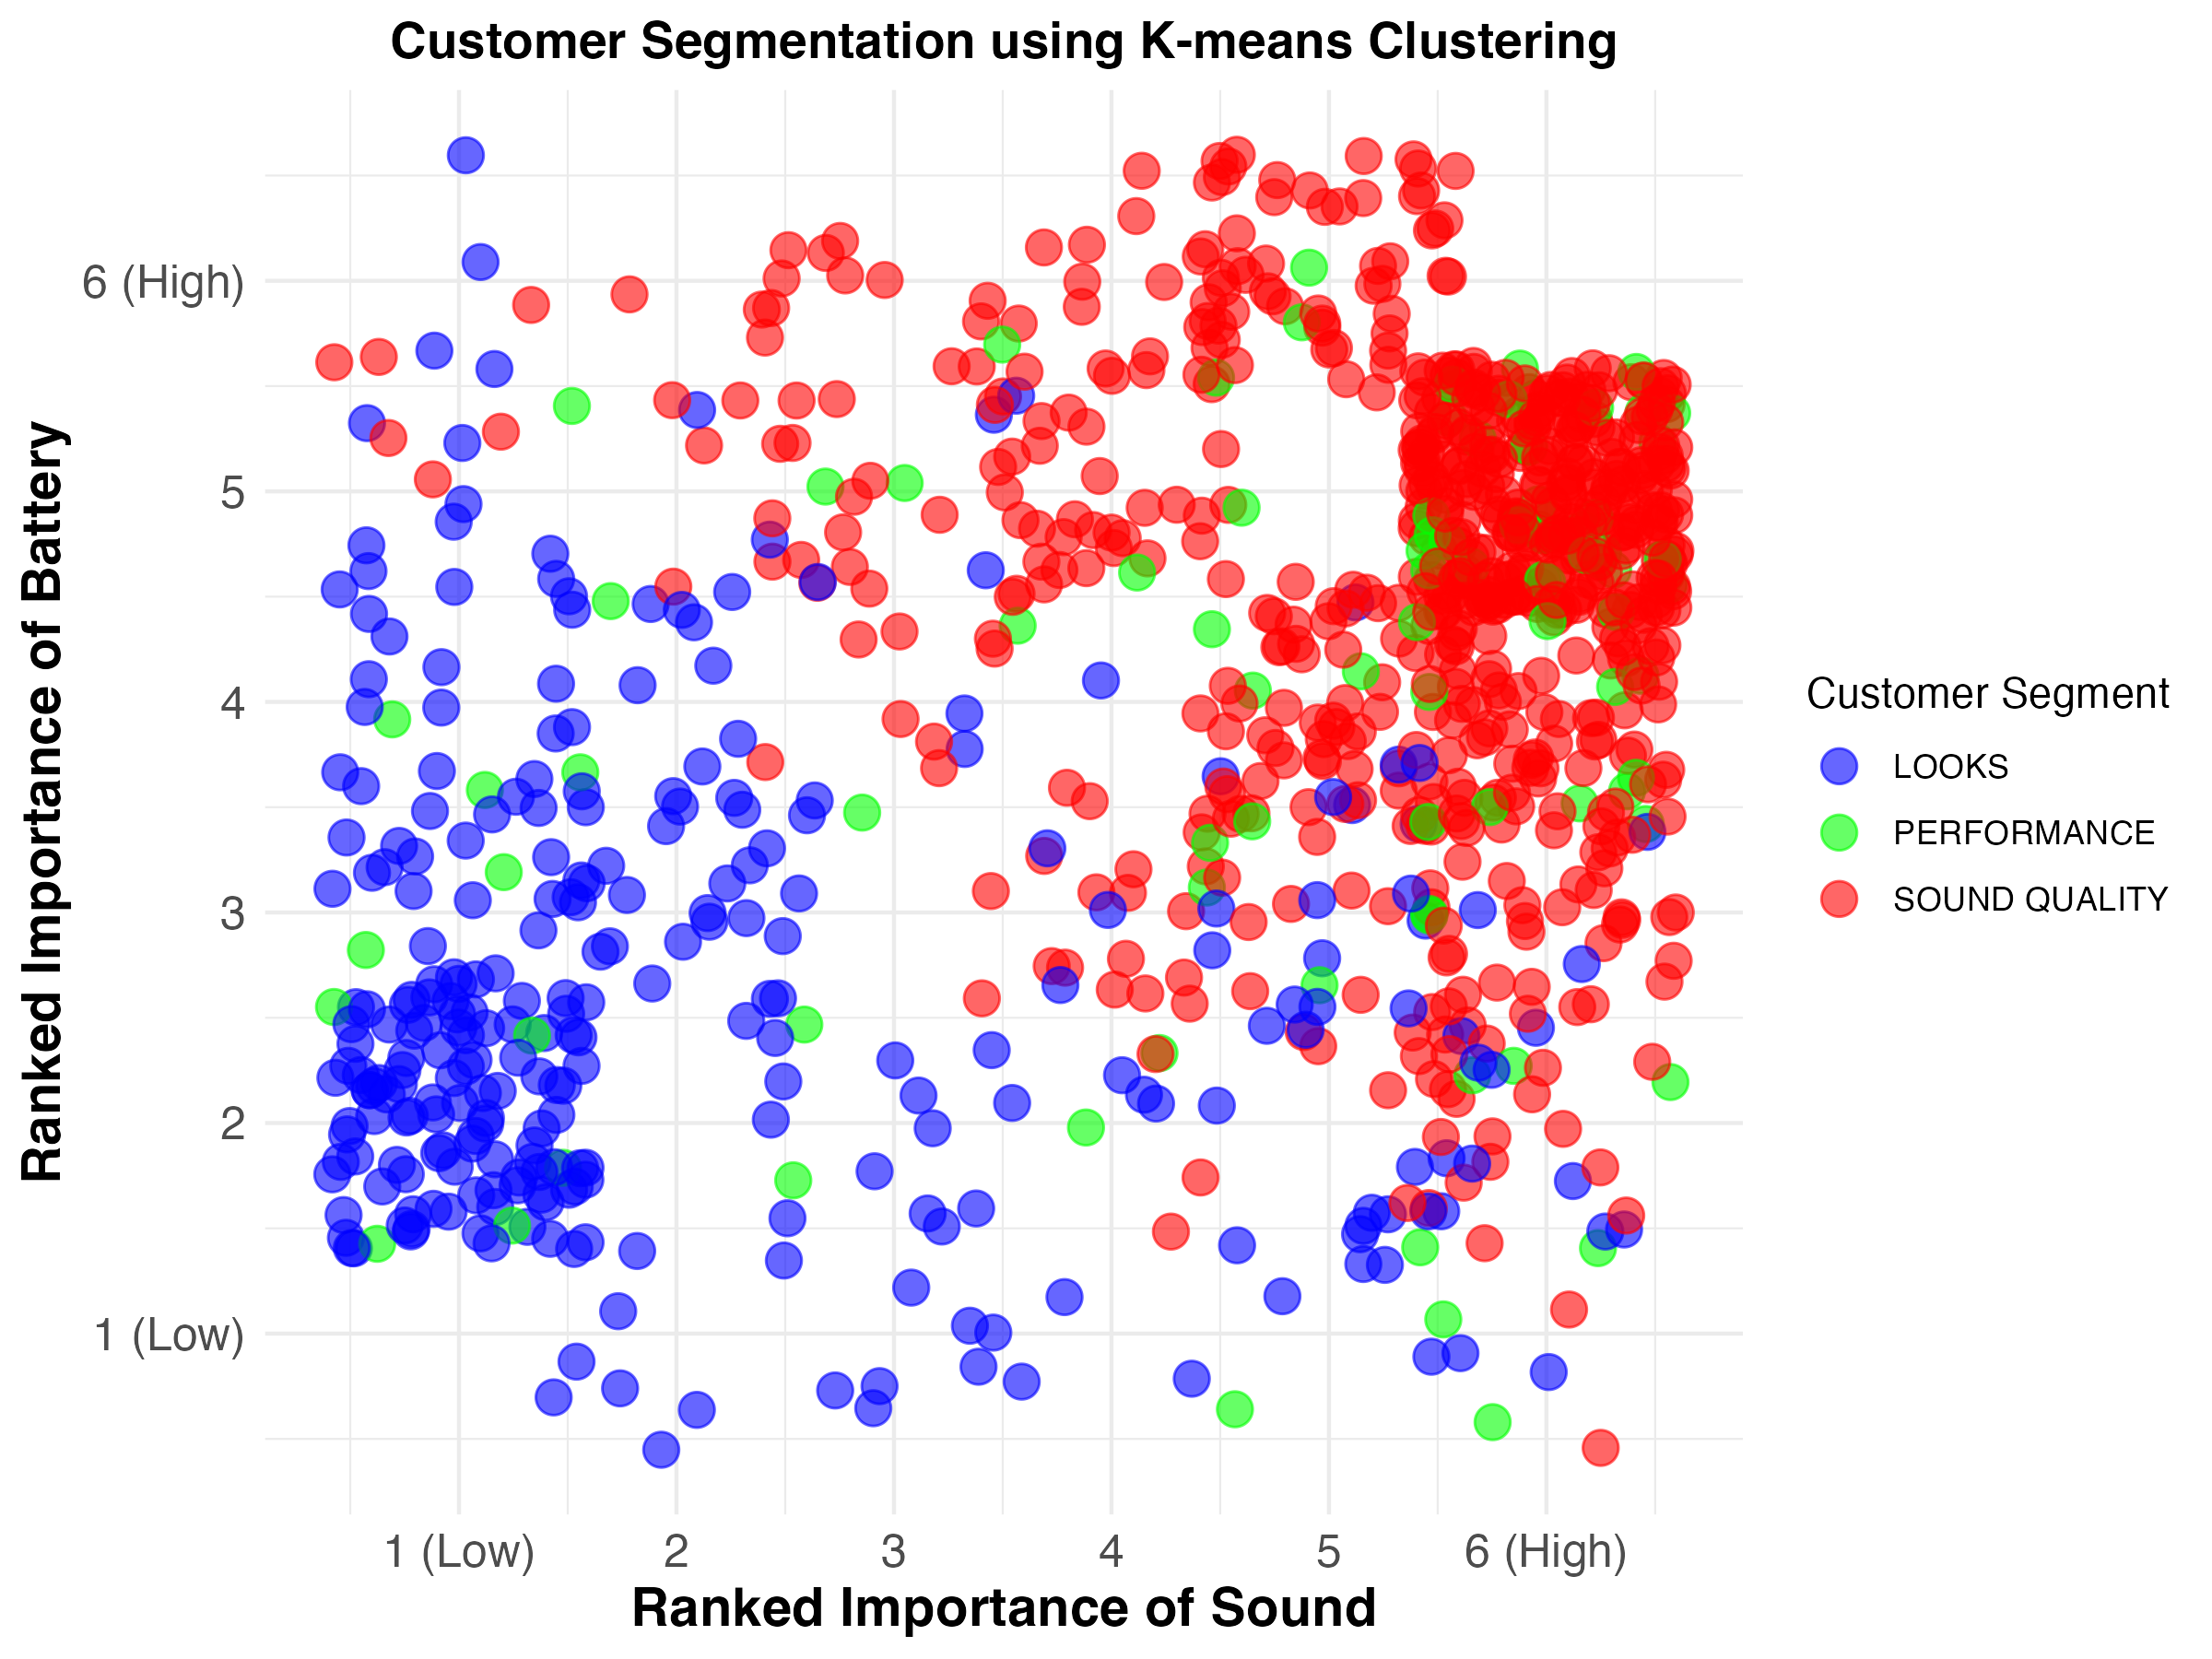 Customer Segmentation using K-means Clustering
Ranked Importance of Battery
6 (High)
5
4
3
2
1 (Low)
1 (Low)
2
3
4
5
6 (High)
Ranked Importance of Sound
Customer Segment
LOOKS
PERFORMANCE
SOUND QUALITY